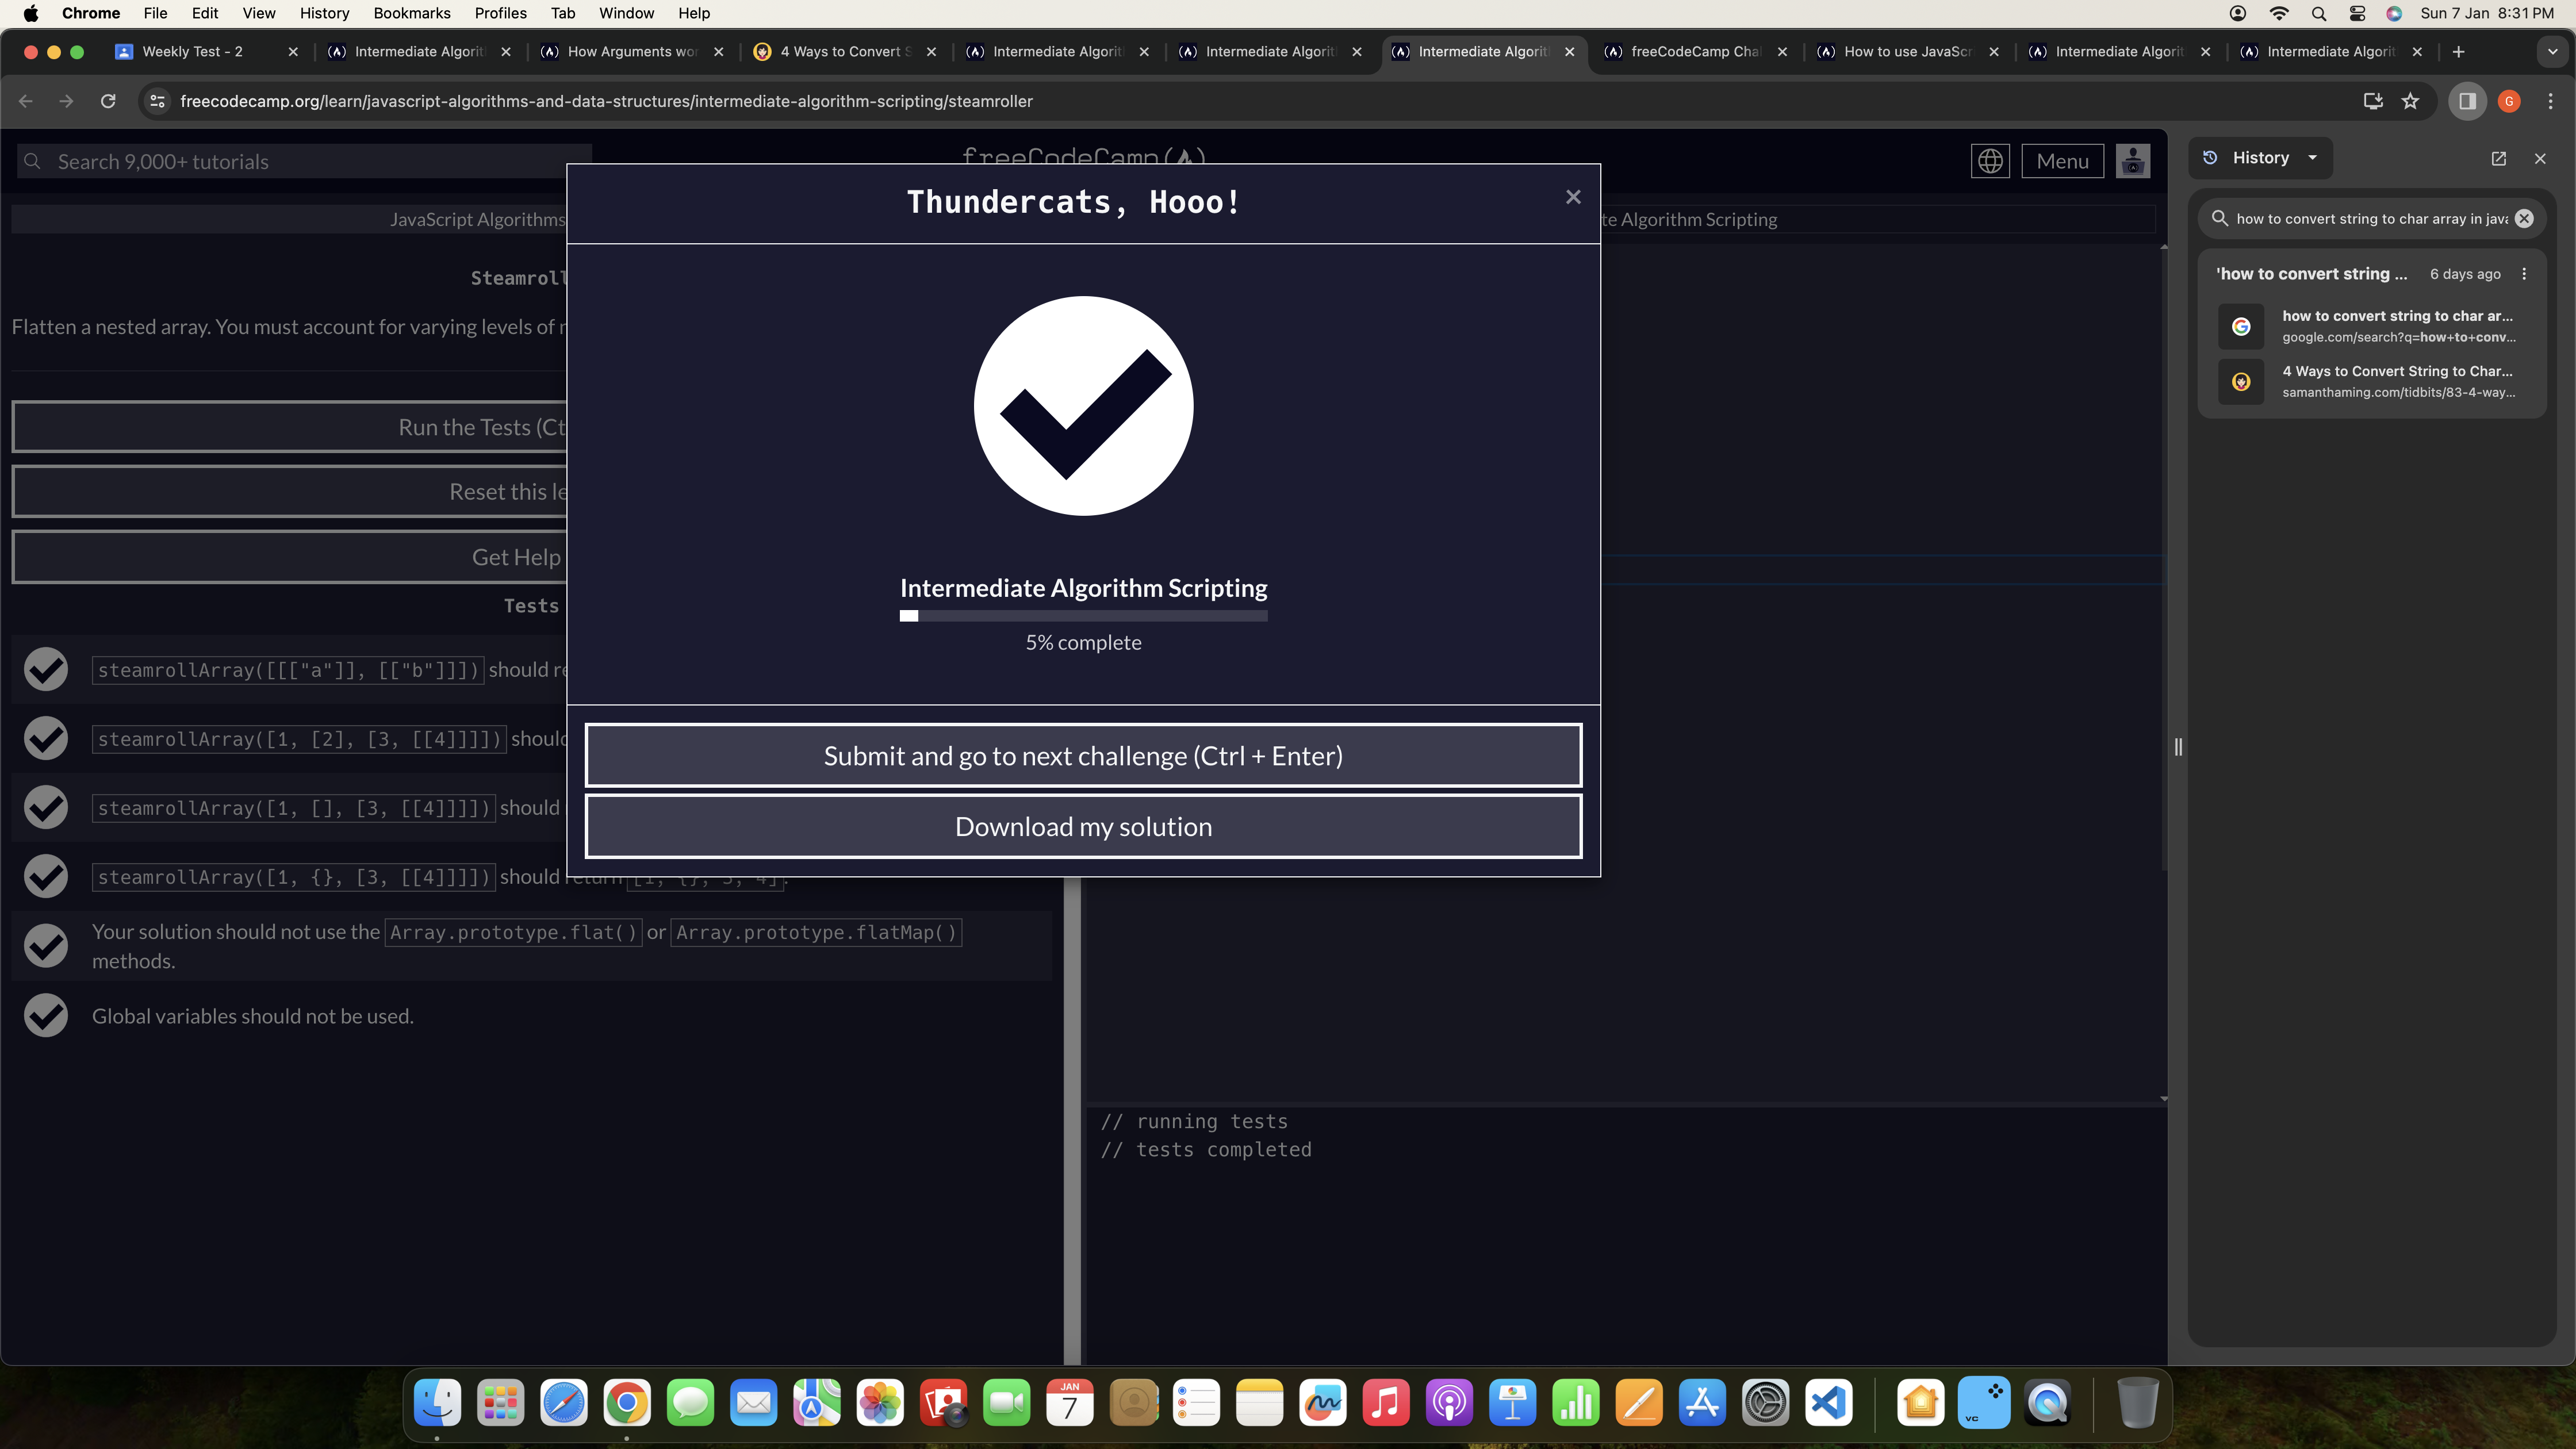 Chrome File Edit View History Bookmarks Profiles Tab Window Help Sun 7 Jan 8:31 PM
Weekly Test - 2 Intermediate Algorit How Arguments wor 4 Ways to Convert S Intermediate Algorit Intermediate Algorit Intermediate Algorit freeCodeCamp Chal How to use JavaScr Intermediate Algorit Intermediate Algorit
freecodecamp.org/learn/javascript-algorithms-and-data-structures/intermediate-algorithm-scripting/steamroller G
Search 9,000+ tutorials
freeCodeCamp(
Menu
JavaScript Algorithms
te Algorithm Scripting
Steamroll
Flatten a nested array. You must account for varying levels of n
Run the Tests (Ct
Reset this le
Get Help
Tests
steamrollArray([[["a"]], [["b"]]]) should re
steamrollArray([1, [2], [3, [[4]]]]) should
steamrollArray([1, [], [3, [[4]]]]) should
steamrollArray([1, {}, [3, [[4]]]]) should return [1, {}, 3, 4].
Your solution should not use the Array.prototype.flat() or Array.prototype.flatMap()
methods.
Global variables should not be used.
Thundercats, Hooo!
Intermediate Algorithm Scripting
5% complete
Submit and go to next challenge (Ctrl + Enter)
Download my solution
// running tests
// tests completed
History
how to convert string to char array in java
'how to convert string ... 6 days ago
how to convert string to char ar...
google.com/search?q=how+to+conv...
4 Ways to Convert String to Char...
samanthaming.com/tidbits/83-4-way...
JAN
7
vc